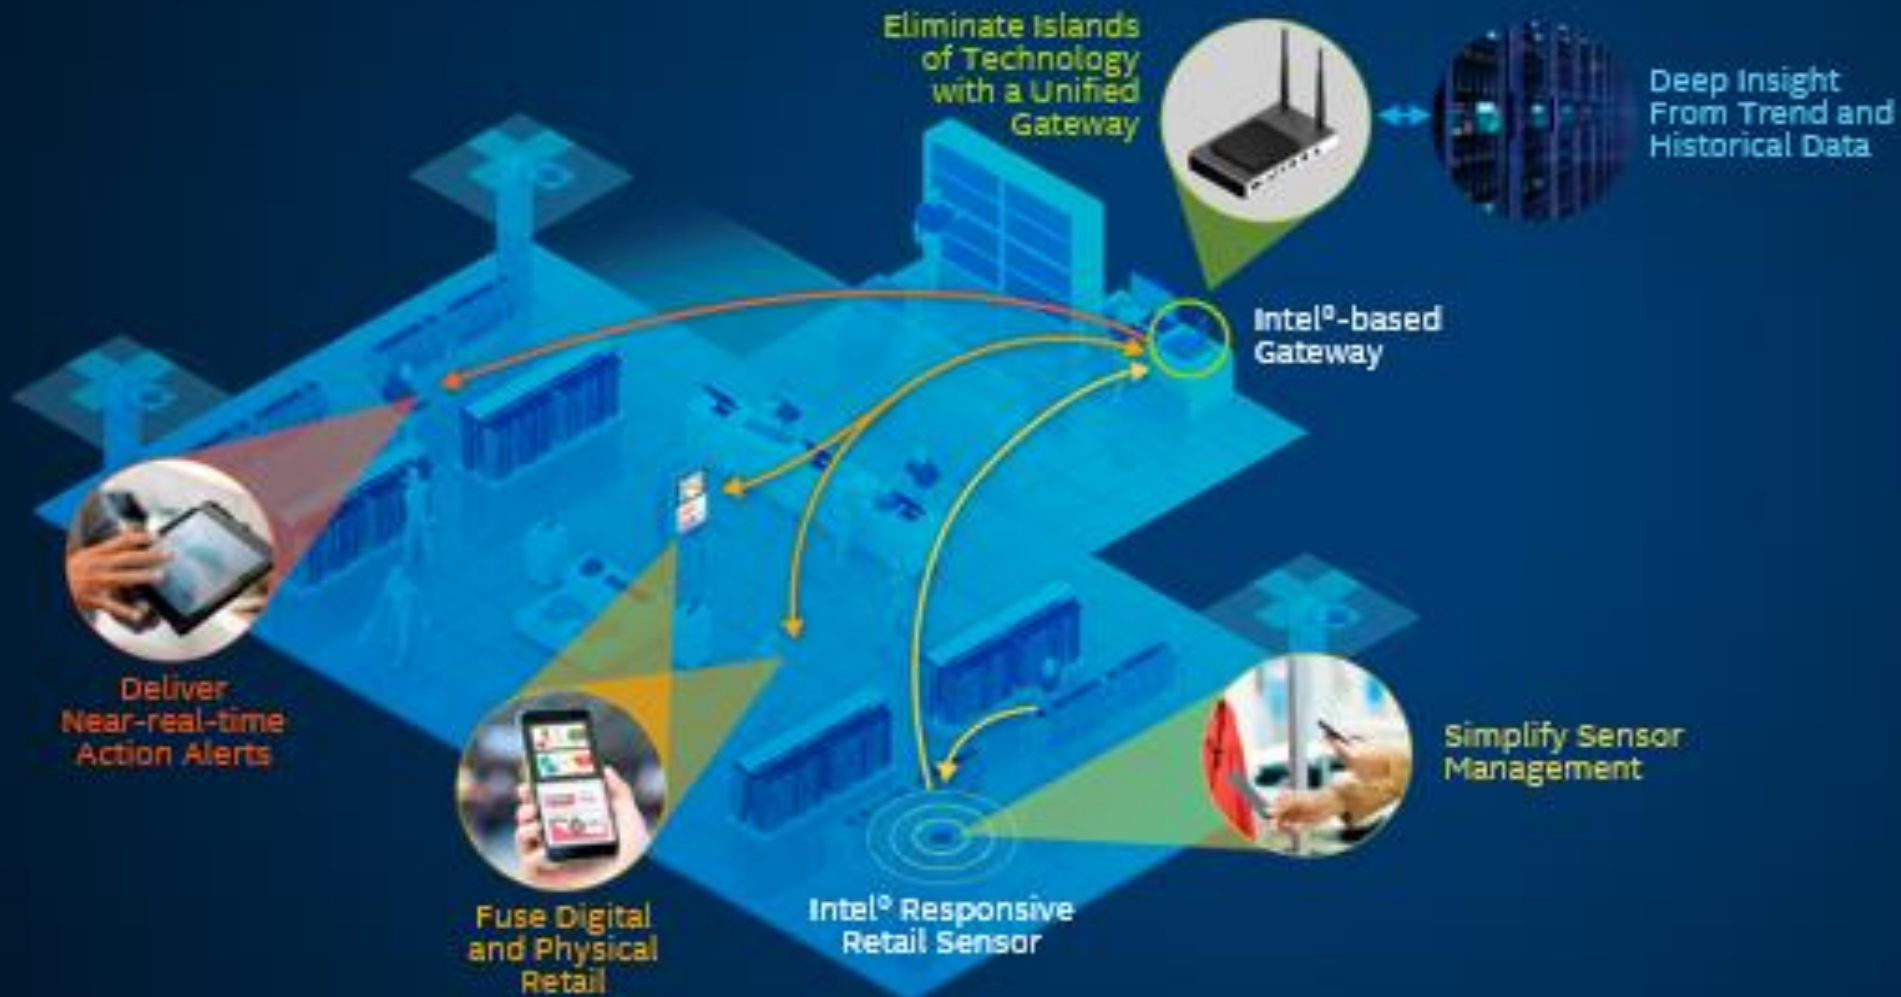 Eliminate Islands
of Technology
with a Unified
Gateway
Deep Insight
From Trend and
Historical Data
Intel®-based
Gateway
Deliver
Near-real-time
Action Alerts
Simplify Sensor
Management
Fuse Digital
and Physical
Retail
Intel® Responsive
Retail Sensor